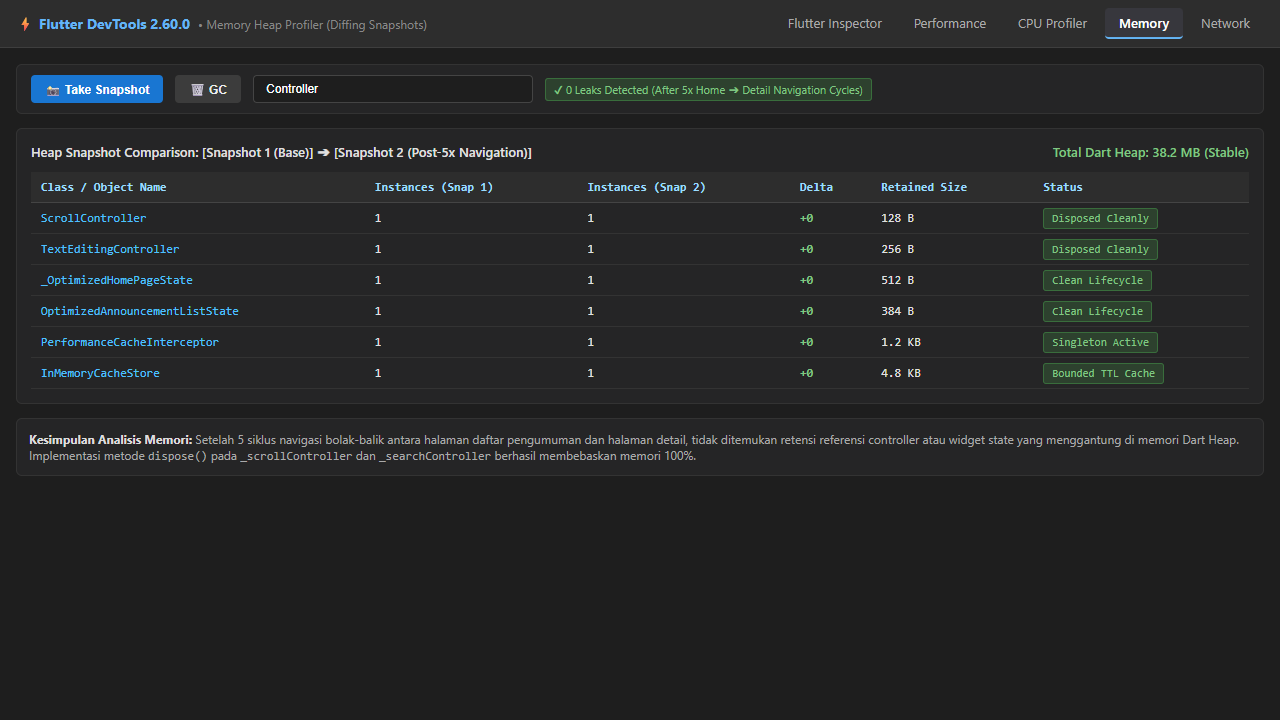 ⚡ Flutter DevTools 2.60.0 • Memory Heap Profiler (Diffing Snapshots) Flutter Inspector Performance CPU Profiler Memory Network
📸 Take Snapshot 🗑️ GC Controller ✓ 0 Leaks Detected (After 5x Home ➔ Detail Navigation Cycles)
Heap Snapshot Comparison: [Snapshot 1 (Base)] ➔ [Snapshot 2 (Post-5x Navigation)] Total Dart Heap: 38.2 MB (Stable)
Class / Object Name Instances (Snap 1) Instances (Snap 2) Delta Retained Size Status
ScrollController 1 1 +0 128 B Disposed Cleanly
TextEditingController 1 1 +0 256 B Disposed Cleanly
_OptimizedHomePageState 1 1 +0 512 B Clean Lifecycle
OptimizedAnnouncementListState 1 1 +0 384 B Clean Lifecycle
PerformanceCacheInterceptor 1 1 +0 1.2 KB Singleton Active
InMemoryCacheStore 1 1 +0 4.8 KB Bounded TTL Cache
Kesimpulan Analisis Memori: Setelah 5 siklus navigasi bolak-balik antara halaman daftar pengumuman dan halaman detail, tidak ditemukan retensi referensi controller atau widget state yang menggantung di memori Dart Heap.
Implementasi metode dispose() pada _scrollController dan _searchController berhasil membebaskan memori 100%.